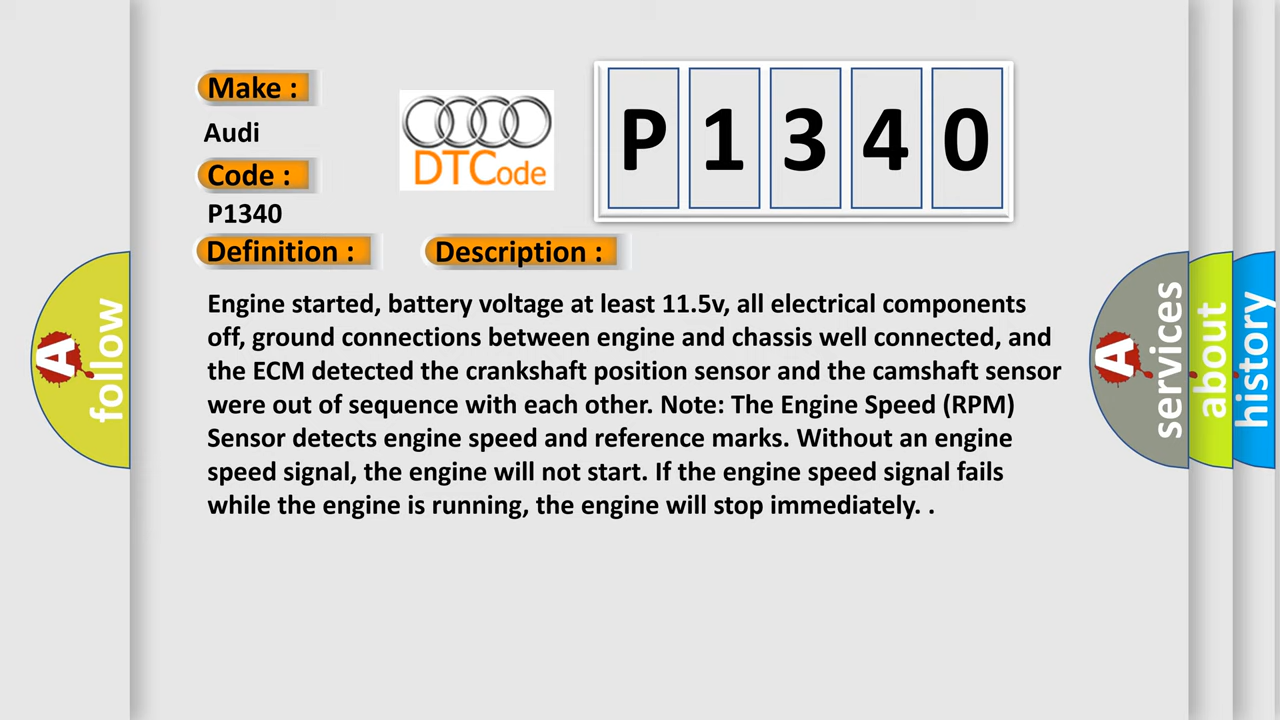 Make :
Audi
Code :
P1340
DTCode
P1340
Definition :
Description :
Engine started, battery voltage at least 11.5v, all electrical components
off, ground connections between engine and chassis well connected, and
the ECM detected the crankshaft position sensor and the camshaft sensor
were out of sequence with each other. Note: The Engine Speed (RPM)
Sensor detects engine speed and reference marks. Without an engine
speed signal, the engine will not start. If the engine speed signal fails
while the engine is running, the engine will stop immediately. .
A
follow
A
services
about
history